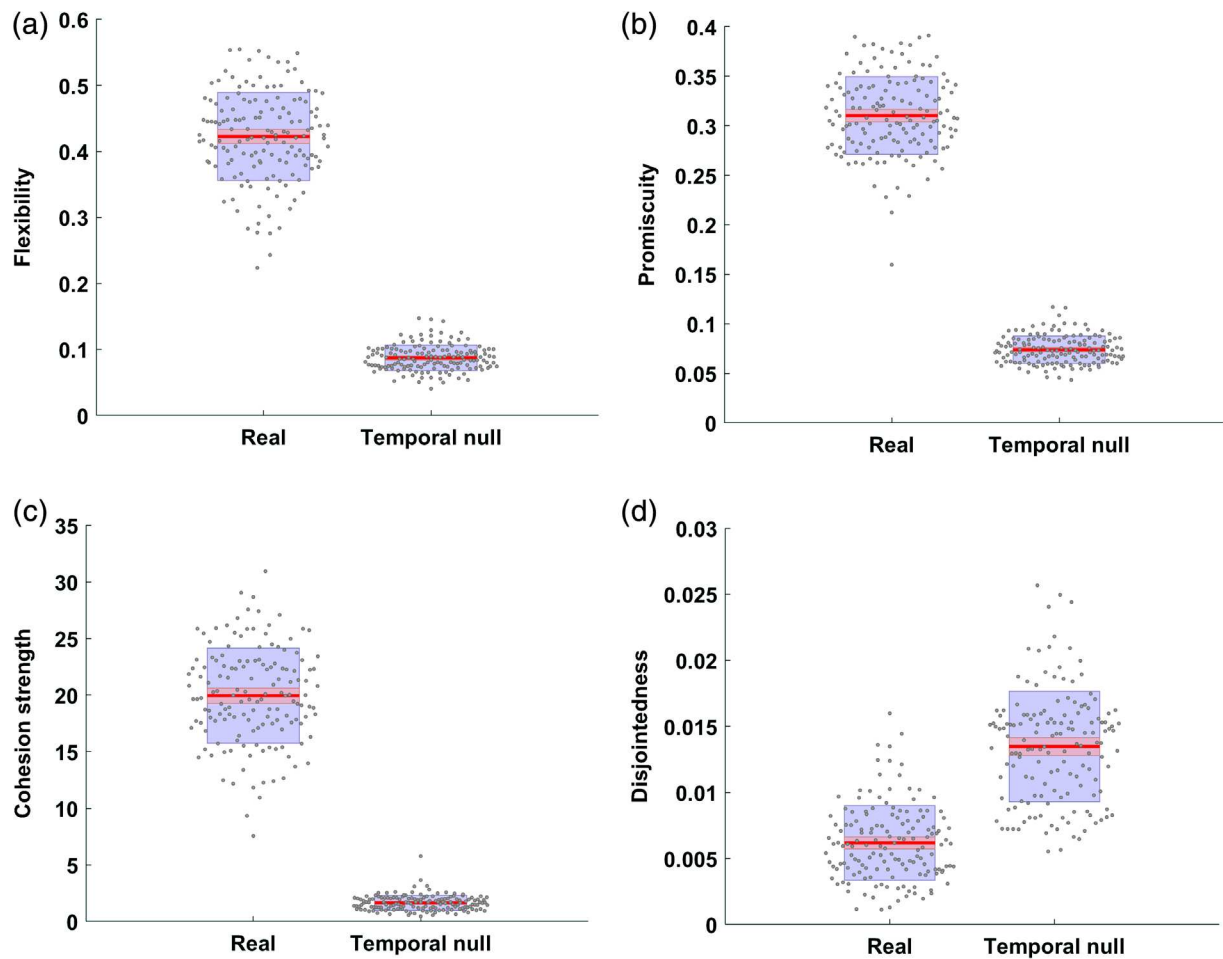 (a)
0.6
0.5
0.4
0.3
0.2
0.1
0
Flexibility
Real Temporal null
(b)
0.4
0.35
0.3
0.25
0.2
0.15
0.1
0.05
0
Promiscuity
Real Temporal null
(c)
35
30
25
20
15
10
5
0
Cohesion strength
Real Temporal null
(d)
0.03
0.025
0.02
0.015
0.01
0.005
0
Disjointedness
Real Temporal null